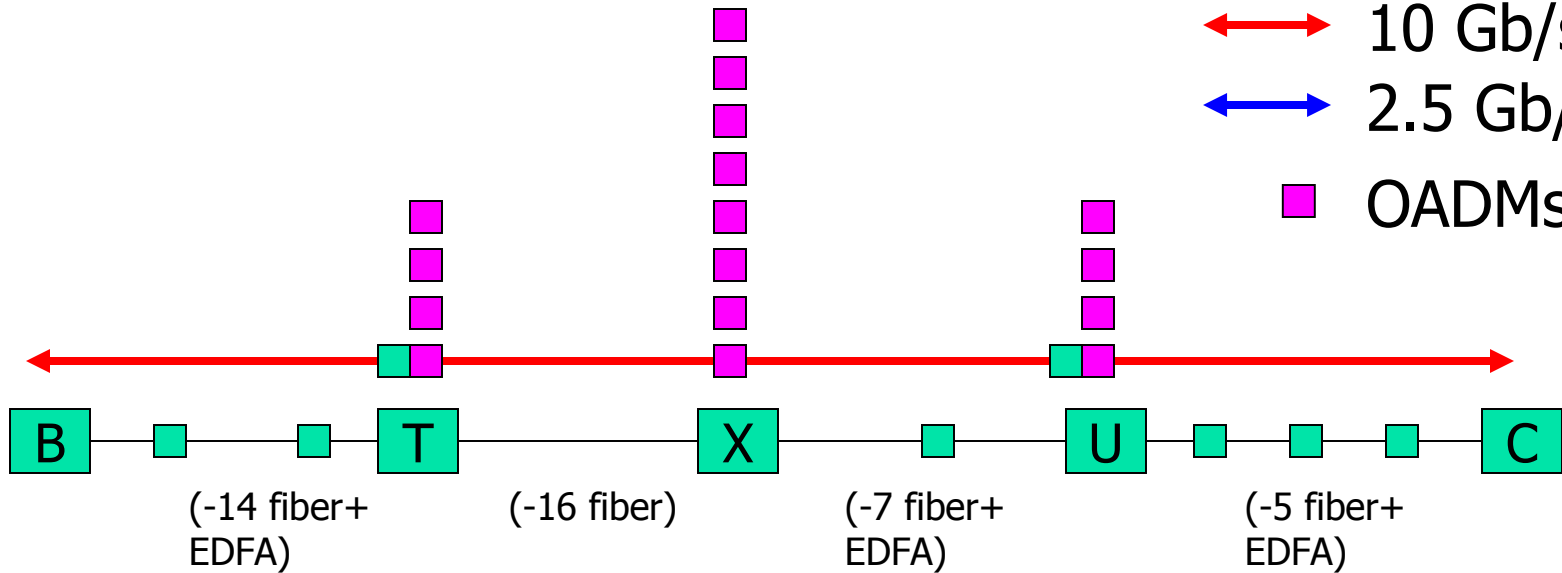 10 Gb/s
2.5 Gb/
OADMs
B T X U C
(-14 fiber+
EDFA)
(-16 fiber)
(-7 fiber+
EDFA)
(-5 fiber+
EDFA)